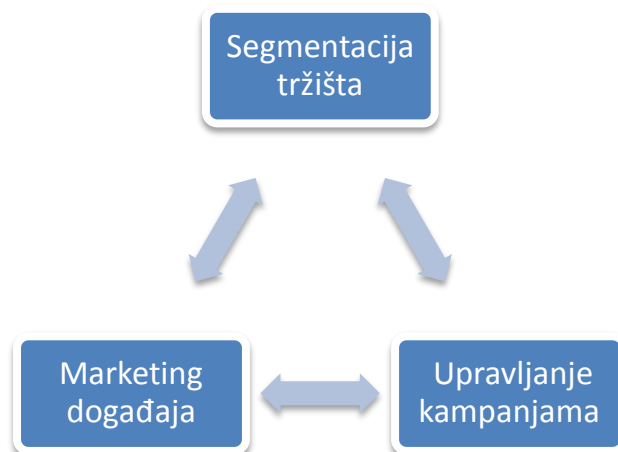 Segmentacija
tržišta
Marketing
događaja
Upravljanje
kampanjama